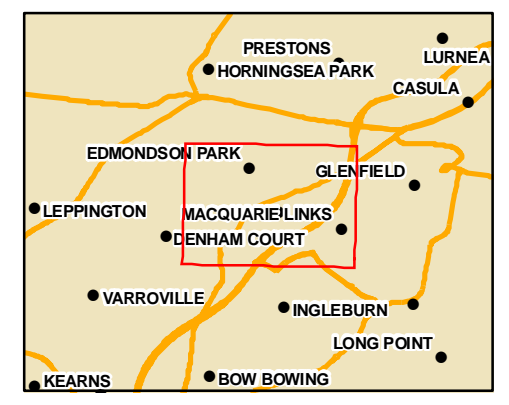 PRESTONS
LURNEA
HORNINGSEA PARK
CASULA
EDMONDSON PARK
GLENFIELD
LEPPINGTON
MACQUARIE LINKS
DENHAM COURT
VARROVILLE
INGLEBURN
LONG POINT
KEARNS
BOW BOWING